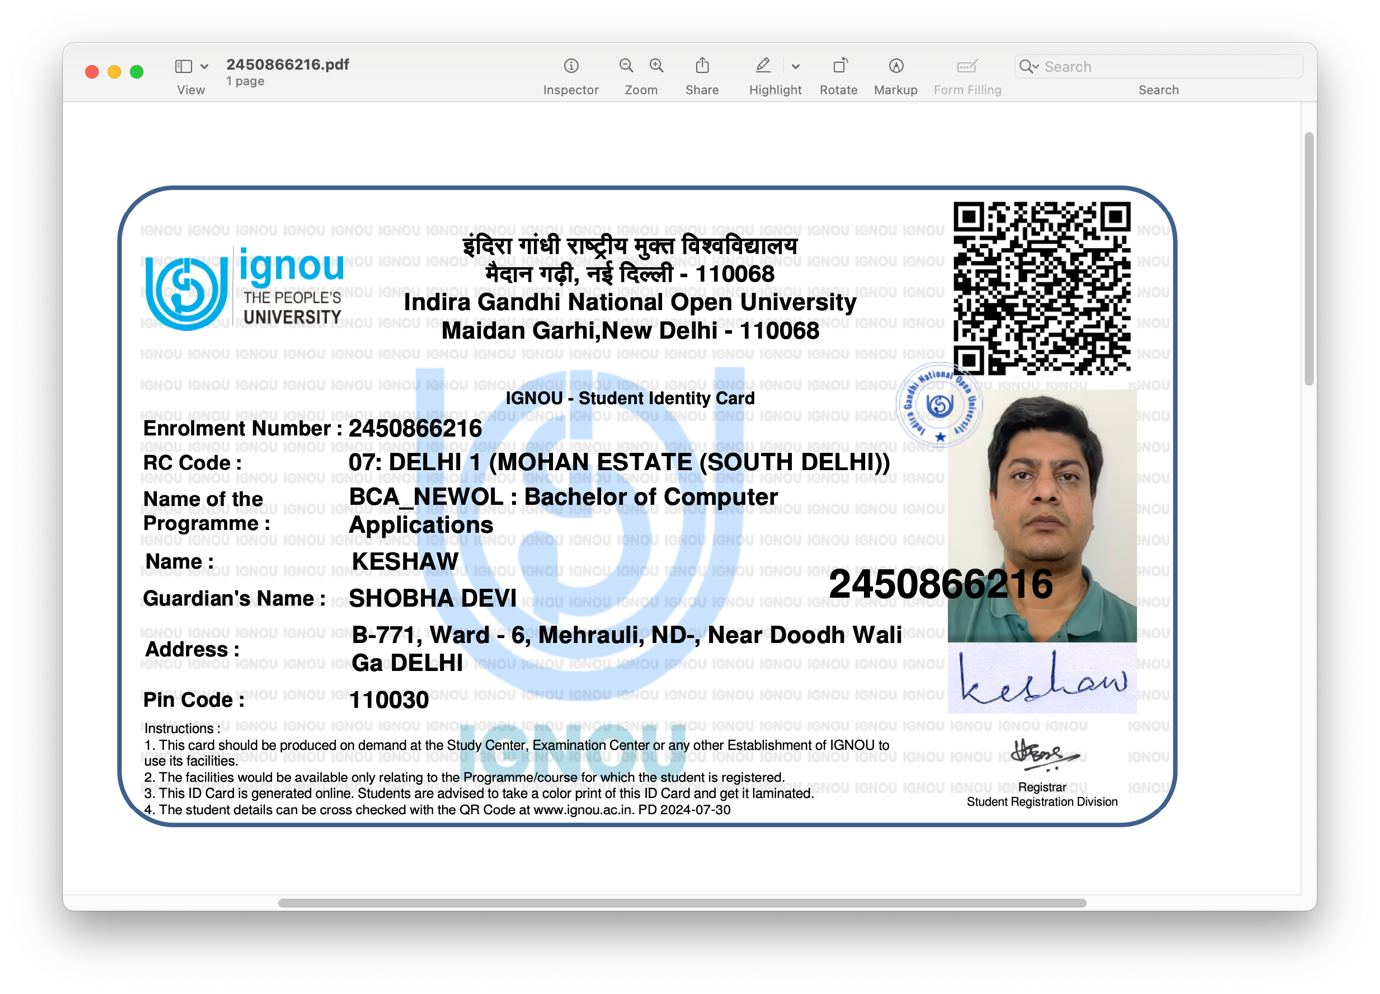 2450866216.pdf
1 page
View
Inspector
Zoom
Share
Highlight
Rotate
Markup
Form Filling
Search
Search
ignou
THE PEOPLE'S
UNIVERSITY
इंदिरा गांधी राष्ट्रीय मुक्त विश्वविद्यालय
मैदान गढ़ी, नई दिल्ली - 110068
Indira Gandhi National Open University
Maidan Garhi,New Delhi - 110068
Indira Gandhi National Open University
IGNOU - Student Identity Card
Enrolment Number : 2450866216
RC Code : 07: DELHI 1 (MOHAN ESTATE (SOUTH DELHI))
Name of the BCA_NEWOL : Bachelor of Computer
Programme : Applications
Name : KESHAW
Guardian's Name : SHOBHA DEVI
2450866216
Address : B-771, Ward - 6, Mehrauli, ND-, Near Doodh Wali
Ga DELHI
Pin Code : 110030
keshaw
IGNOU
Instructions :
1. This card should be produced on demand at the Study Center, Examination Center or any other Establishment of IGNOU to
use its facilities.
2. The facilities would be available only relating to the Programme/course for which the student is registered.
3. This ID Card is generated online. Students are advised to take a color print of this ID Card and get it laminated.
4. The student details can be cross checked with the QR Code at www.ignou.ac.in. PD 2024-07-30
Registrar
Student Registration Division